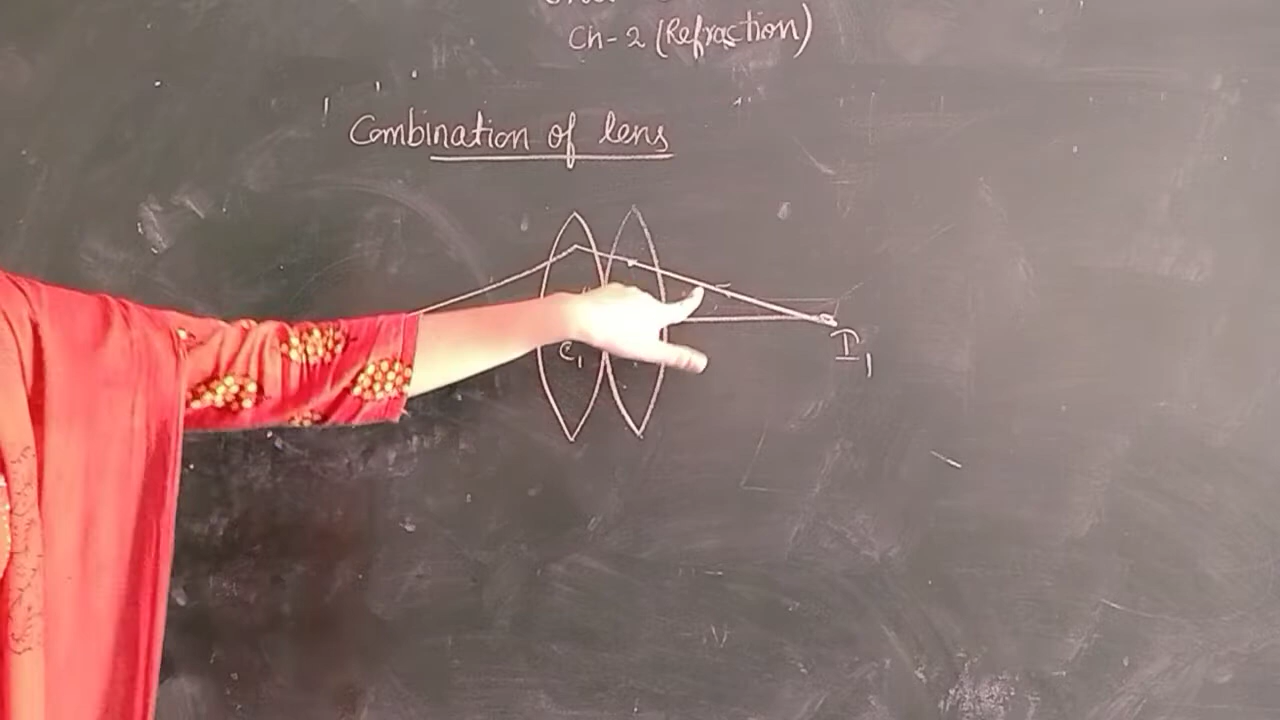 Ch-2 (Refraction)
Combination of lens
C₁
I₁